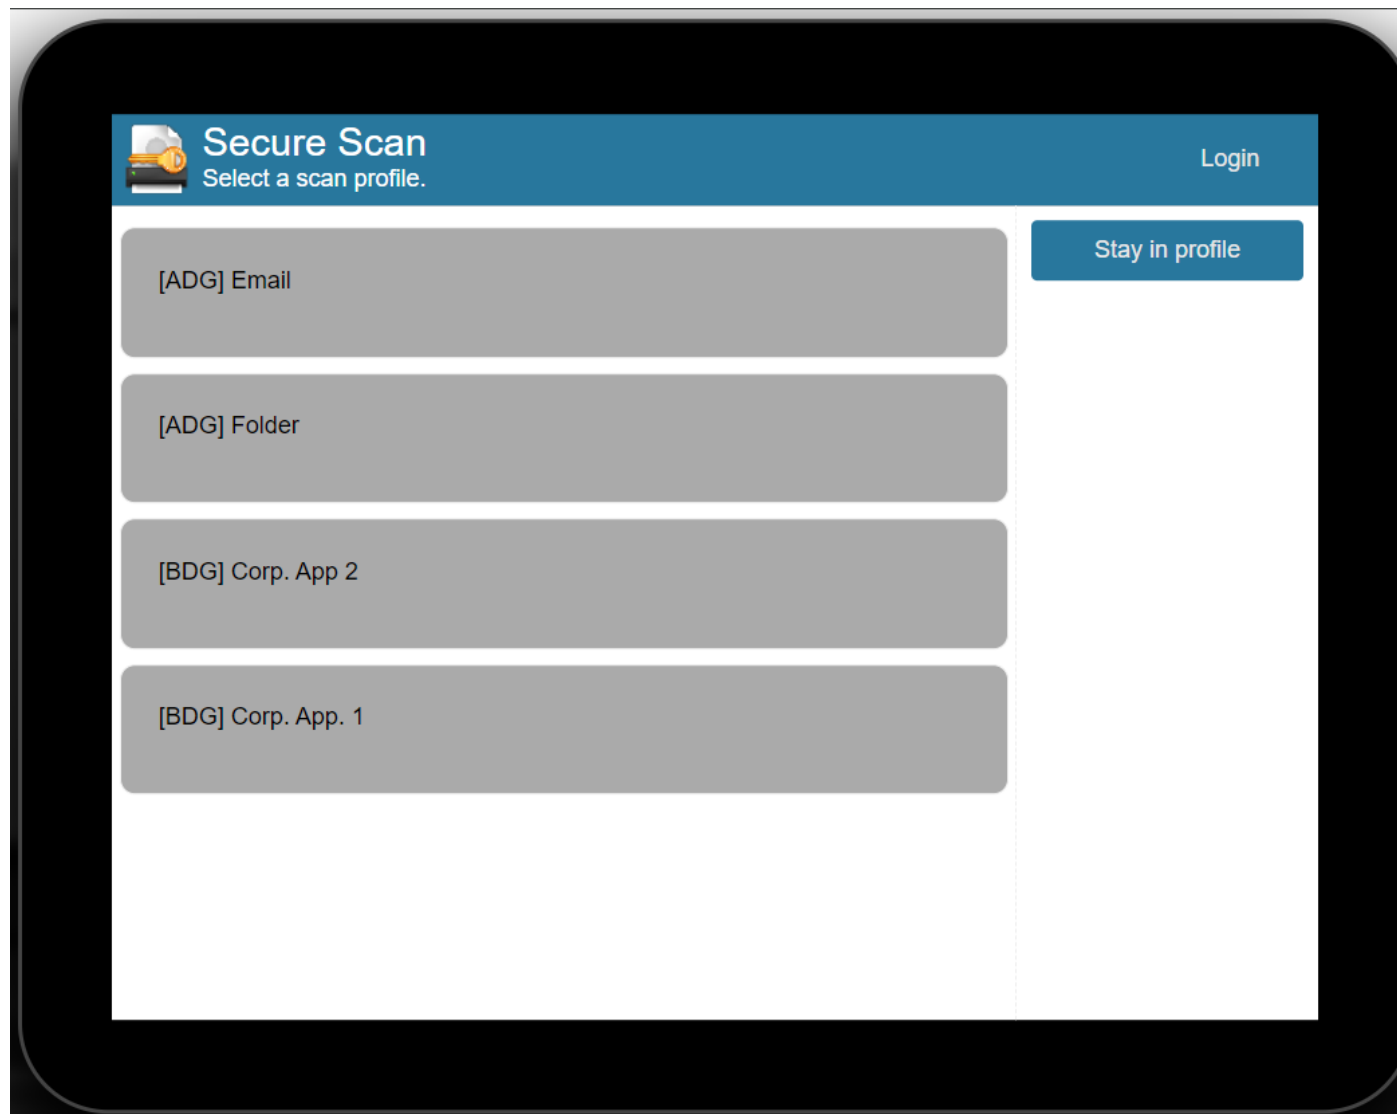 Secure Scan
Select a scan profile.
Login
Stay in profile
[ADG] Email
[ADG] Folder
[BDG] Corp. App 2
[BDG] Corp. App. 1